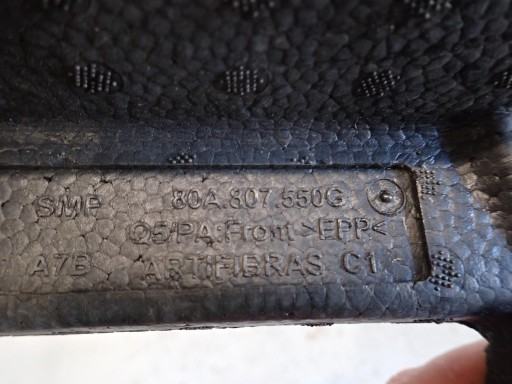 SMP 80A.807.550G
Q5/PA:Front >EPP<
A7B ARTIFIBRAS C1